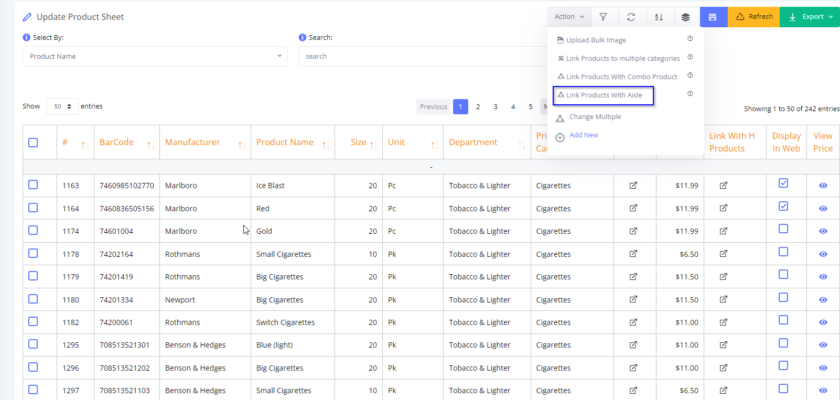 Update Product Sheet
Action
Refresh
Export
Select By:
Search:
Product Name
search
Upload Bulk Image
Link Products to multiple categories
Link Products With Combo Product
Link Products With Aisle
Change Multiple
Add New
Show 50 entries
Previous 1 2 3 4 5
Showing 1 to 50 of 242 entries
# BarCode Manufacturer Product Name Size Unit Department Pri Link With H Display View
Cat Products In Web Price
-
1163 7460985102770 Marlboro Ice Blast 20 Pc Tobacco & Lighter Cigarettes $11.99
1164 7460836505156 Marlboro Red 20 Pc Tobacco & Lighter Cigarettes $11.99
1174 74601004 Marlboro Gold 20 Pc Tobacco & Lighter Cigarettes $11.99
1178 74202164 Rothmans Small Cigarettes 10 Pk Tobacco & Lighter Cigarettes $6.50
1179 74201419 Rothmans Big Cigarettes 20 Pk Tobacco & Lighter Cigarettes $11.50
1180 74201334 Newport Big Cigarettes 20 Pk Tobacco & Lighter Cigarettes $11.50
1182 74200061 Rothmans Switch Cigarettes 20 Pk Tobacco & Lighter Cigarettes $11.00
1295 708513521301 Benson & Hedges Blue (light) 20 Pk Tobacco & Lighter Cigarettes $11.00
1296 708513521202 Benson & Hedges Big Cigarettes 20 Pk Tobacco & Lighter Cigarettes $11.00
1297 708513521103 Benson & Hedges Small Cigarettes 10 Pk Tobacco & Lighter Cigarettes $6.50